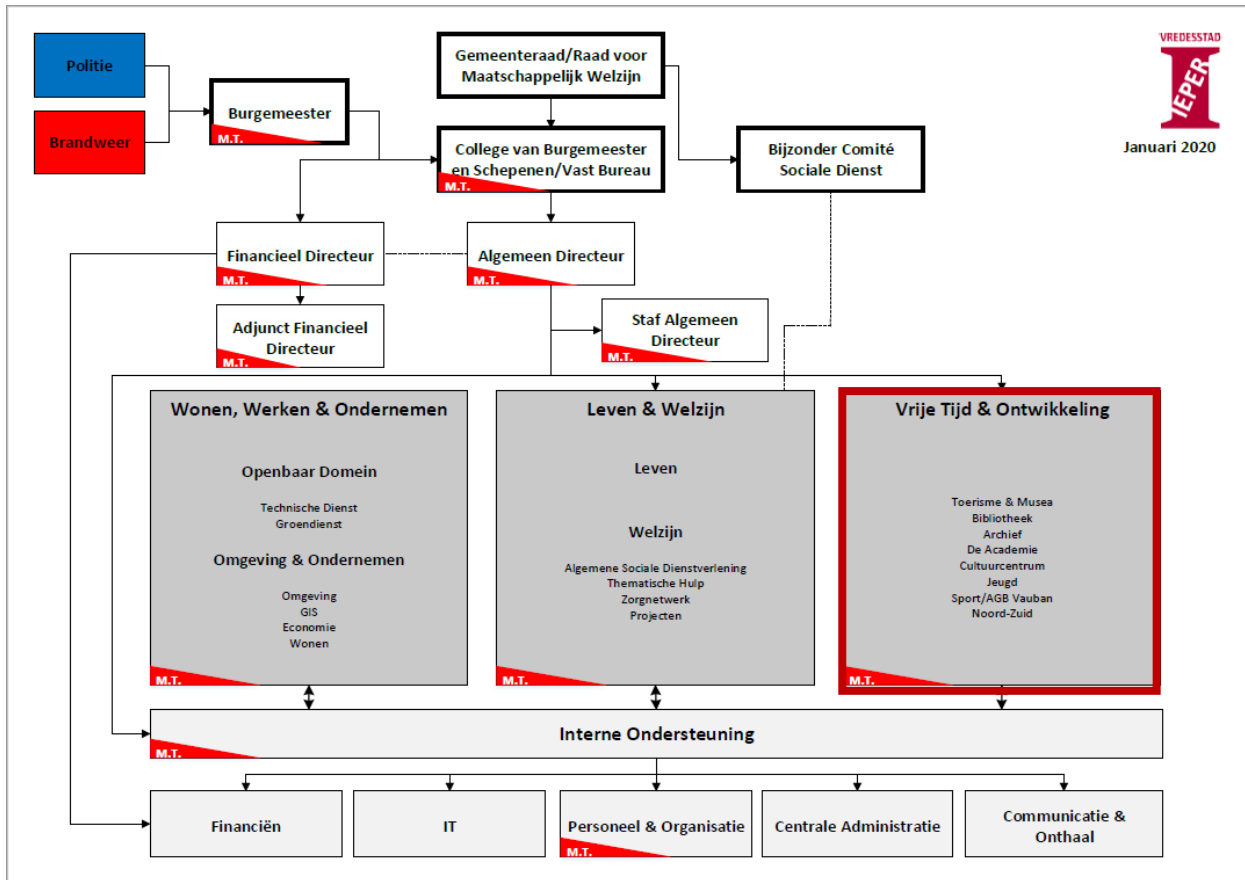 Politie
Brandweer
Burgemeester
M.T.
Gemeenteraad/Raad voor
Maatschappelijk Welzijn
College van Burgemeester
en Schepenen/Vast Bureau
M.T.
Bijzonder Comité
Sociale Dienst
VREDESSTAD
IEPER
Januari 2020
Financieel Directeur
M.T.
Algemeen Directeur
M.T.
Adjunct Financieel
Directeur
M.T.
Staf Algemeen
Directeur
M.T.
Wonen, Werken & Ondernemen
Openbaar Domein
Technische Dienst
Groendienst
Omgeving & Ondernemen
Omgeving
GIS
Economie
Wonen
M.T.
Leven & Welzijn
Leven
Welzijn
Algemene Sociale Dienstverlening
Thematische Hulp
Zorgnetwerk
Projecten
M.T.
Vrije Tijd & Ontwikkeling
Toerisme & Musea
Bibliotheek
Archief
De Academie
Cultuurcentrum
Jeugd
Sport/AGB Vauban
Noord-Zuid
M.T.
Interne Ondersteuning
M.T.
Financiën
IT
Personeel & Organisatie
M.T.
Centrale Administratie
Communicatie &
Onthaal